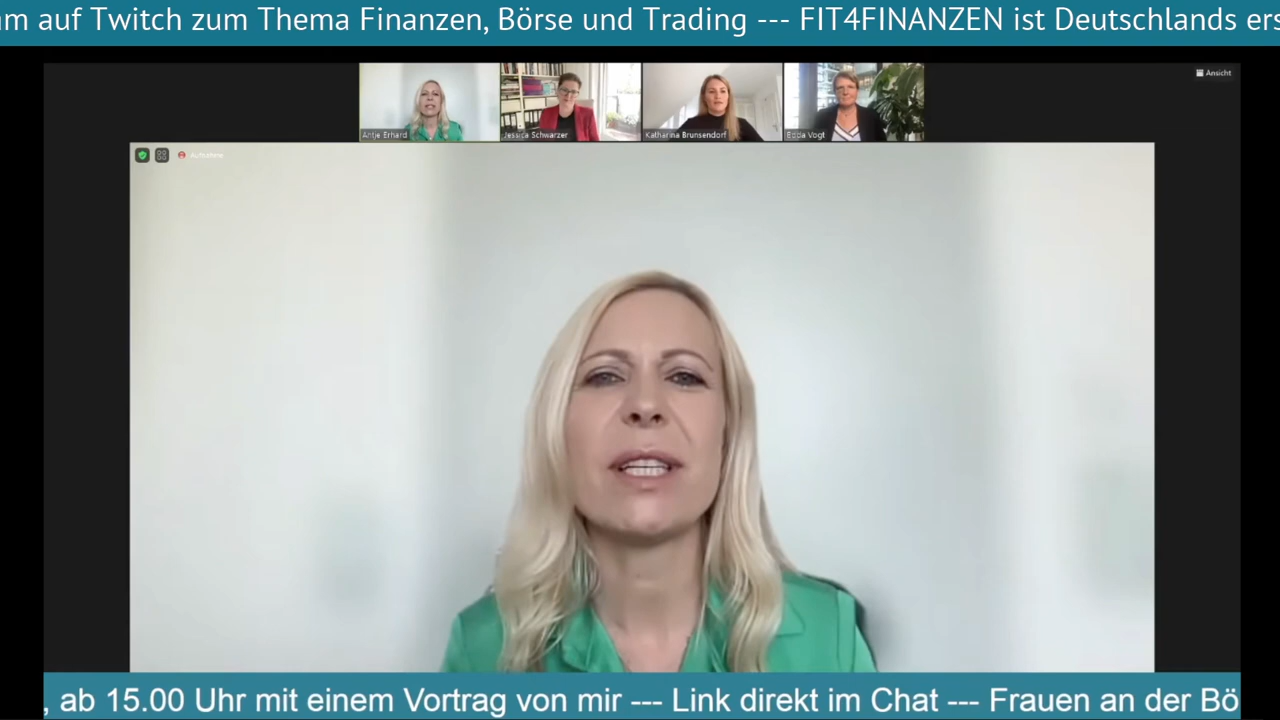 am auf Twitch zum Thema Finanzen, Börse und Trading --- FIT4FINANZEN ist Deutschlands ers
Ansicht
Antje Erhard
Jessica Schwarzer
Katharina Brunsendorf
Edda Vogt
Aufnahme
, ab 15.00 Uhr mit einem Vortrag von mir --- Link direkt im Chat --- Frauen an der Bö